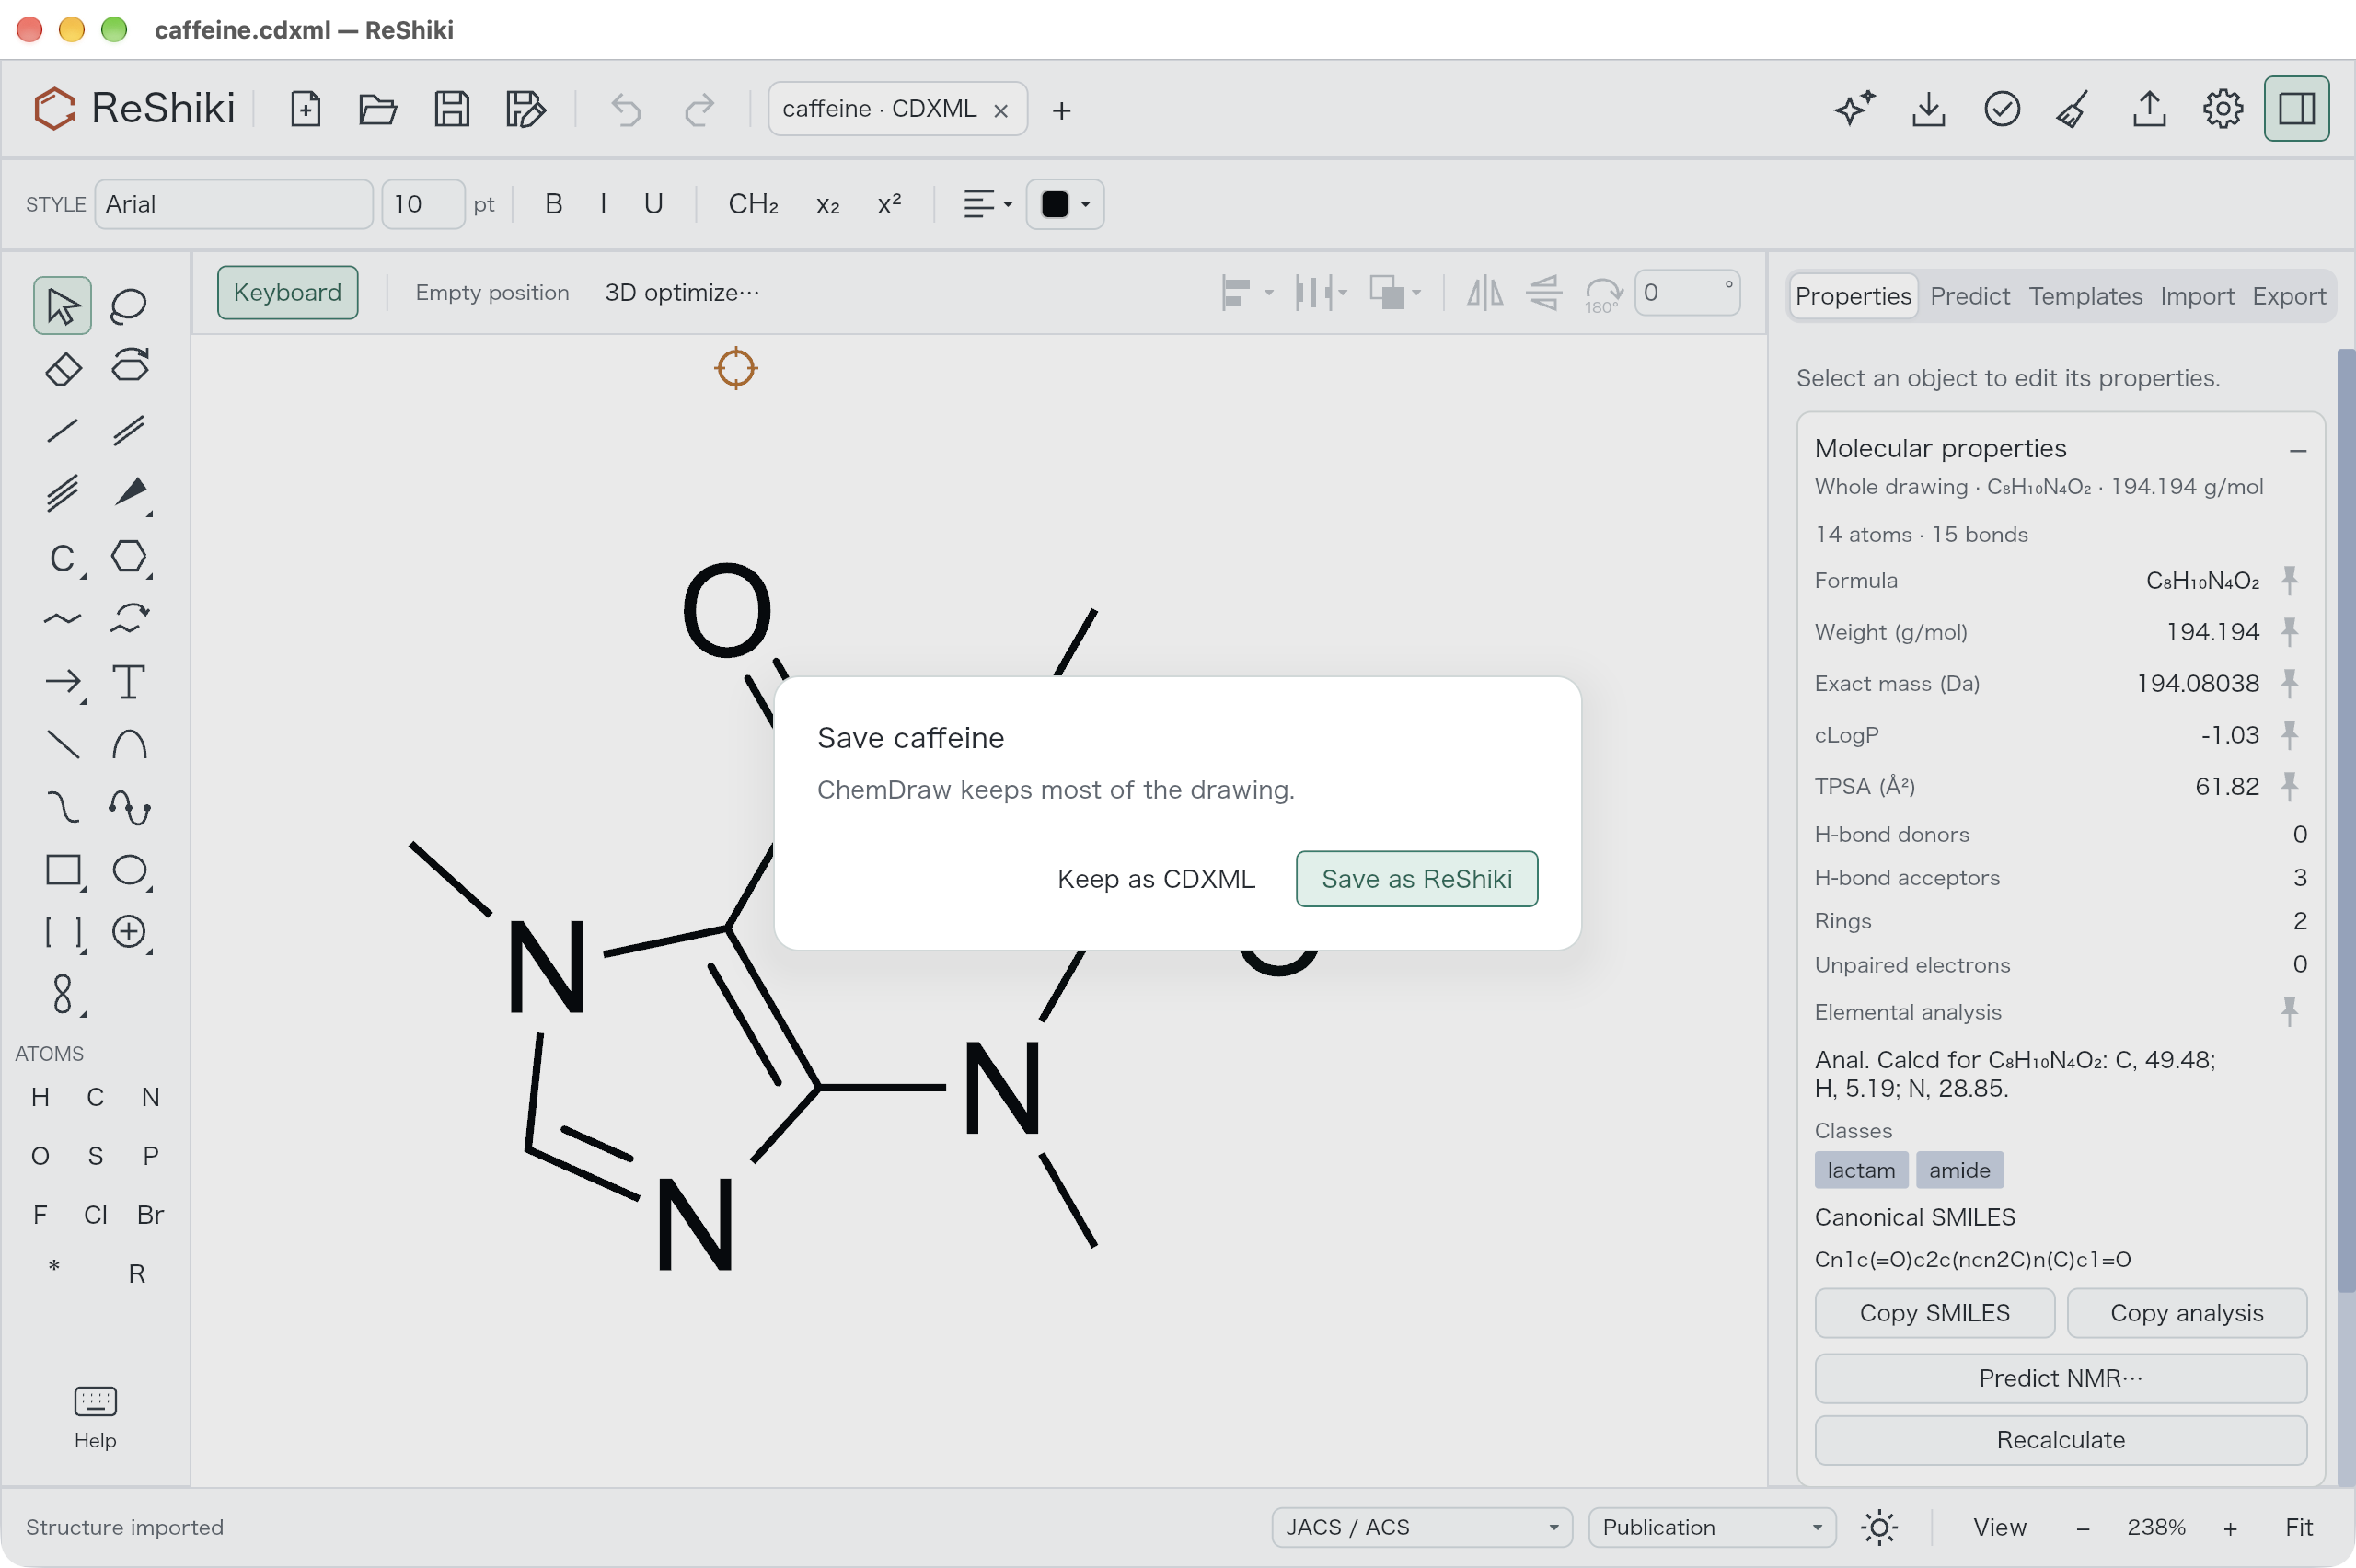 caffeine.cdxml — ReShiki
ReShiki
caffeine · CDXML ×
+
STYLE Arial 10 pt B I U CH₂ x₂ x²
Keyboard Empty position 3D optimize···
180° 0 °
Properties Predict Templates Import Export
Select an object to edit its properties.
Molecular properties –
Whole drawing · C₈H₁₀N₄O₂ · 194.194 g/mol
14 atoms · 15 bonds
Formula C₈H₁₀N₄O₂
Weight (g/mol) 194.194
Exact mass (Da) 194.08038
cLogP -1.03
TPSA (Å²) 61.82
H-bond donors 0
H-bond acceptors 3
Rings 2
Unpaired electrons 0
Elemental analysis
Anal. Calcd for C₈H₁₀N₄O₂: C, 49.48;
H, 5.19; N, 28.85.
Classes
lactam amide
Canonical SMILES
Cn1c(=O)c2c(ncn2C)n(C)c1=O
Copy SMILES Copy analysis
Predict NMR···
Recalculate
C
T
[ ]
ATOMS
H C N
O S P
F Cl Br
* R
Help
O
N
N
N
O
Save caffeine
ChemDraw keeps most of the drawing.
Keep as CDXML Save as ReShiki
Structure imported
JACS / ACS Publication View – 238% + Fit